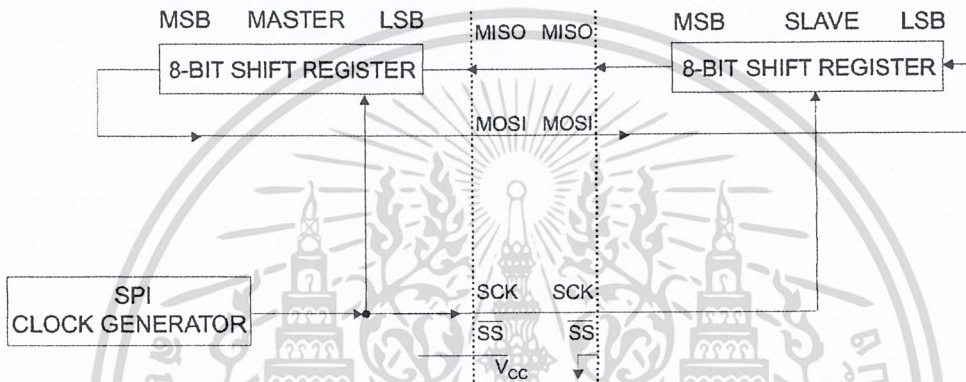 MSB MASTER LSB
MISO MISO
MSB SLAVE LSB
8-BIT SHIFT REGISTER
8-BIT SHIFT REGISTER
MOSI MOSI
SPI
CLOCK GENERATOR
SCK SCK
SS SS
VCC